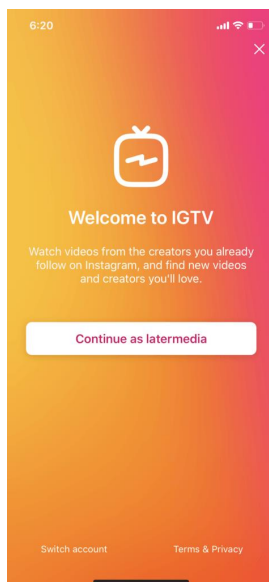 6:20
Welcome to IGTV
Watch videos from the creators you already
follow on Instagram, and find new videos
and creators you'll love.
Continue as latermedia
Switch account
Terms & Privacy